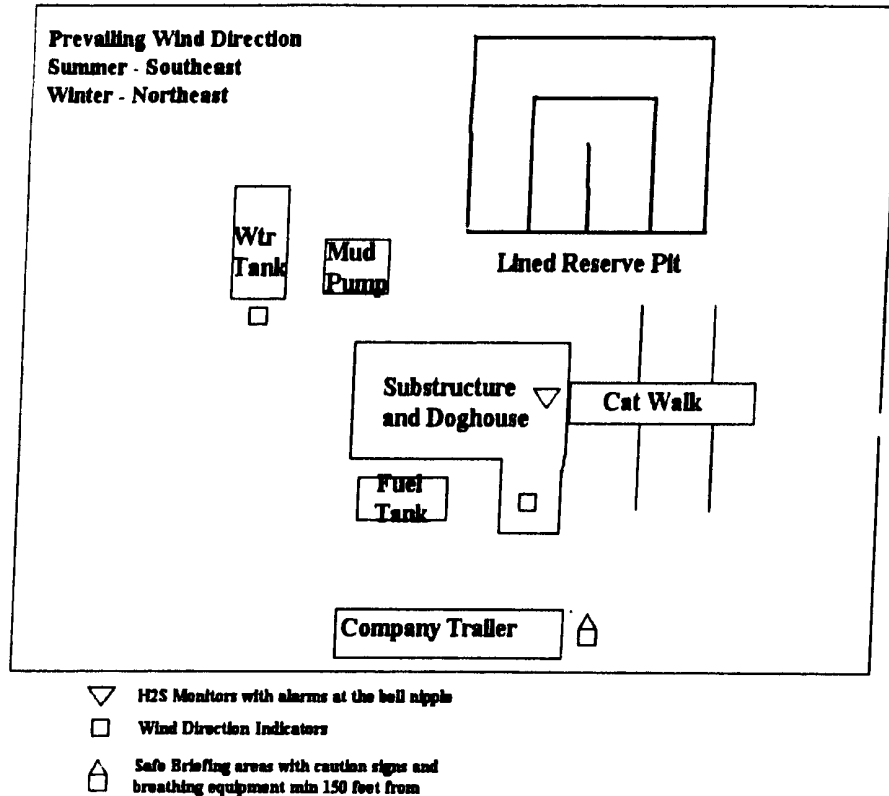 Prevailing Wind Direction
Summer - Southeast
Winter - Northeast
Wtr
Tank
Mud
Pump
Lined Reserve Pit
Substructure
and Doghouse
Cat Walk
Fuel
Tank
Company Trailer
H2S Monitors with alarms at the bell nipple
Wind Direction Indicators
Safe Briefing areas with caution signs and
breathing equipment min 150 feet from